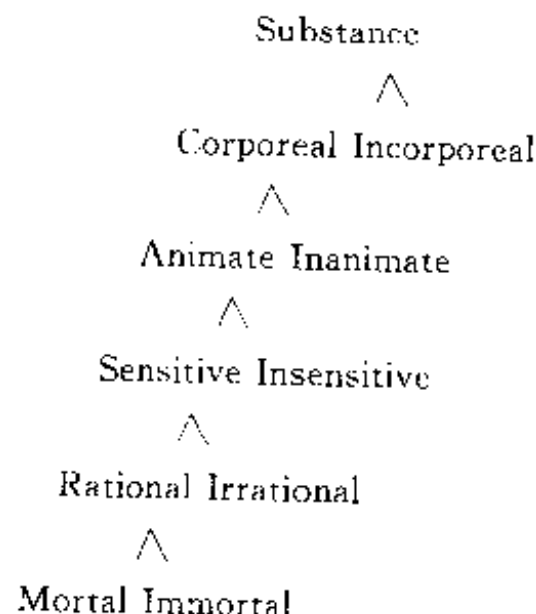 Substance
Corporeal Incorporeal
Animate Inanimate
Sensitive Insensitive
Rational Irrational
Mortal Immortal